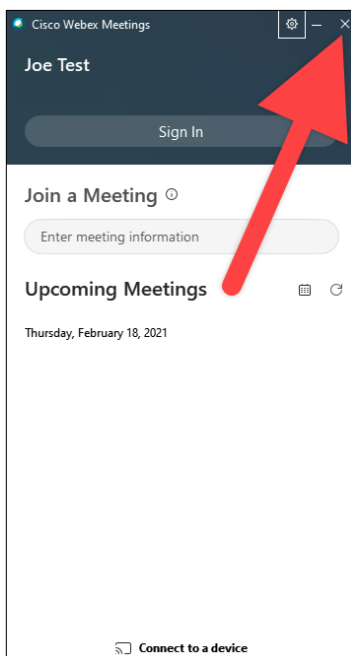 Cisco Webex Meetings
Joe Test
Sign In
Join a Meeting
Enter meeting information
Upcoming Meetings
Thursday, February 18, 2021
Connect to a device